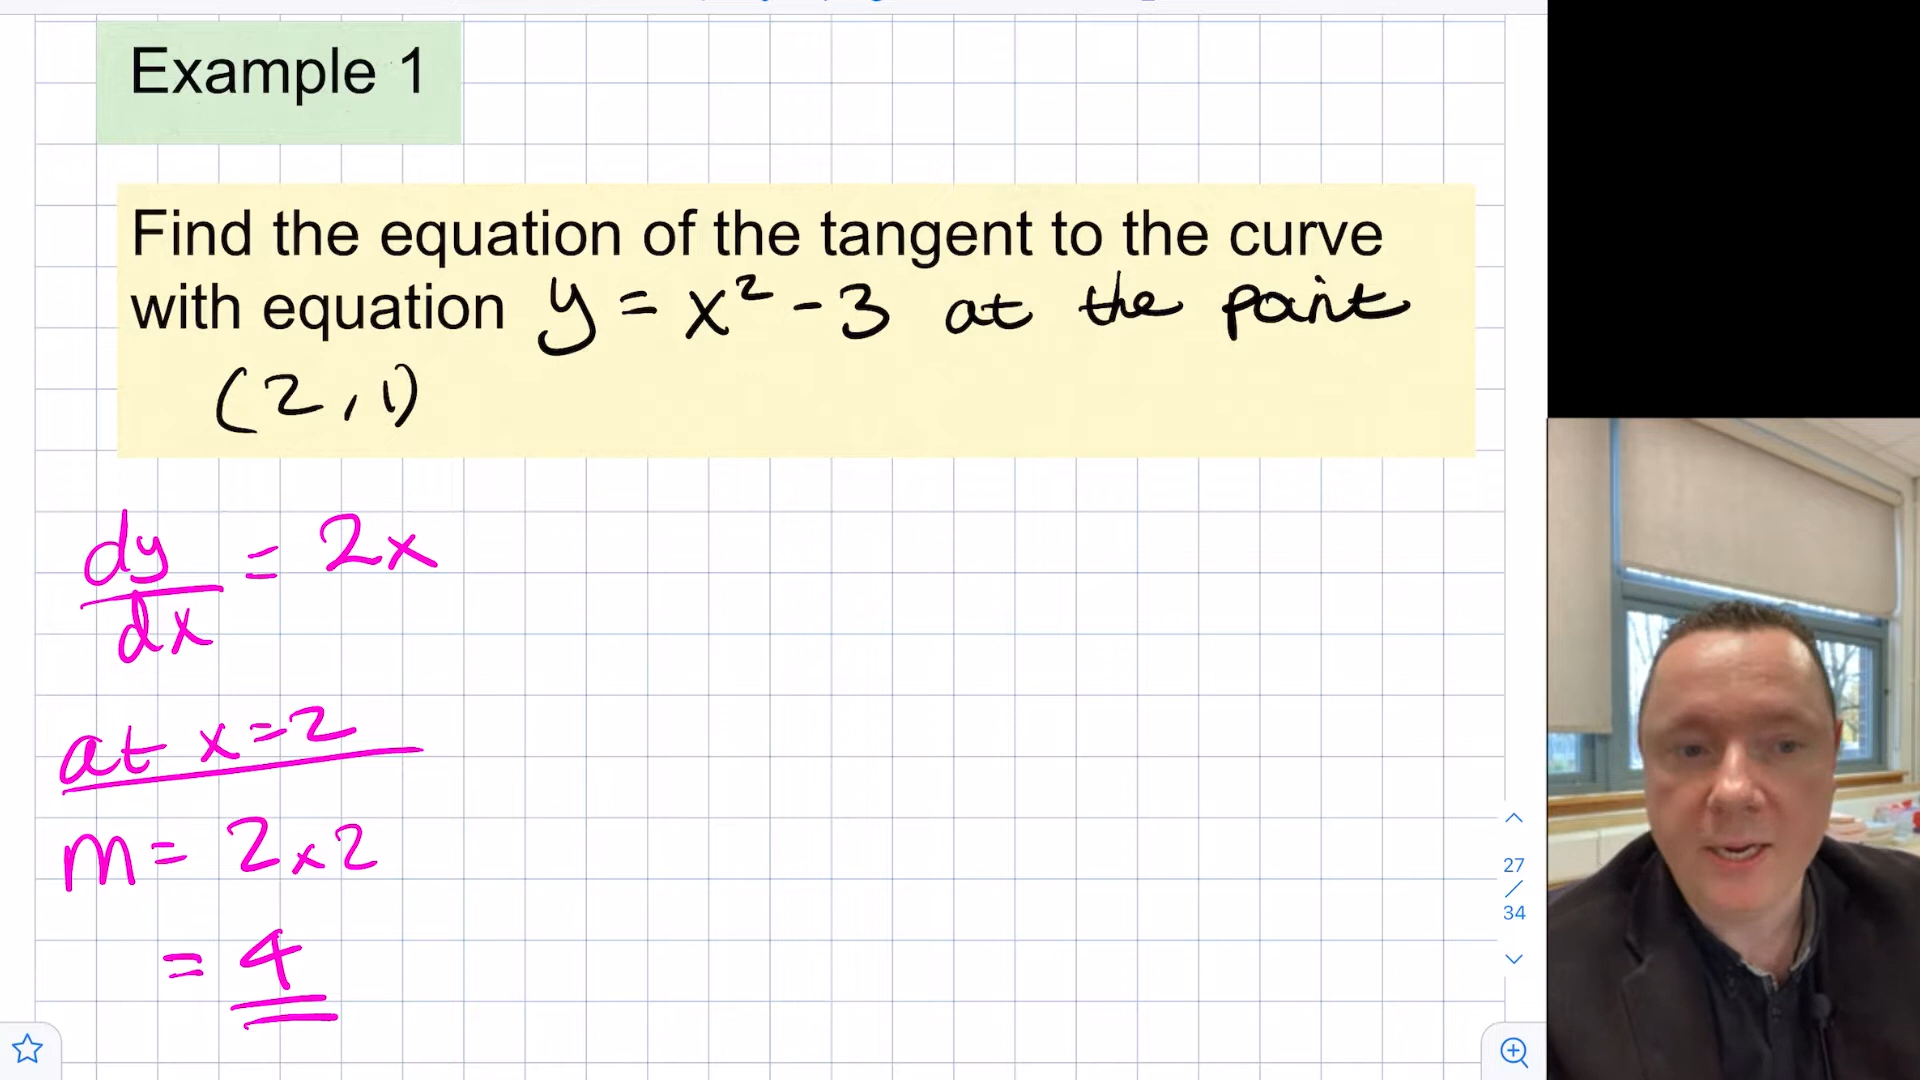 Example 1
Find the equation of the tangent to the curve
with equation y = x² - 3 at the point
(2, 1)
dy/dx = 2x
at x = 2
m = 2 x 2
= 4
27
/
34